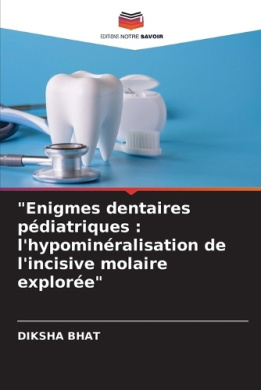 EDITIONS NOTRE SAVOIR
"Enigmes dentaires
pédiatriques :
l'hypominéralisation de
l'incisive molaire
explorée"
DIKSHA BHAT